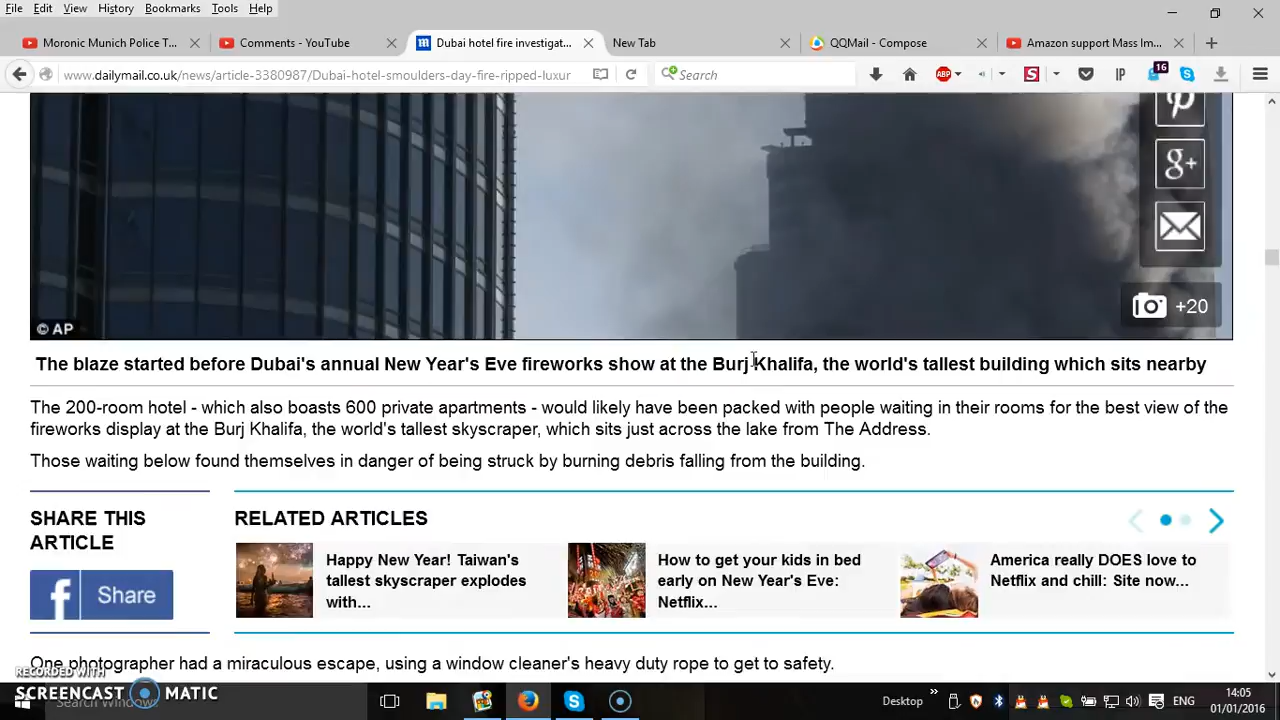 File Edit View History Bookmarks Tools Help
Moronic Munich Police T...
Comments - YouTube
Dubai hotel fire investigat...
New Tab
QQMail - Compose
Amazon support Mass Im...
www.dailymail.co.uk/news/article-3380987/Dubai-hotel-smoulders-day-fire-ripped-luxur
Search
ABP
S
IP
16
g+
+20
© AP
The blaze started before Dubai's annual New Year's Eve fireworks show at the Burj Khalifa, the world's tallest building which sits nearby
The 200-room hotel - which also boasts 600 private apartments - would likely have been packed with people waiting in their rooms for the best view of the
fireworks display at the Burj Khalifa, the world's tallest skyscraper, which sits just across the lake from The Address.
Those waiting below found themselves in danger of being struck by burning debris falling from the building.
SHARE THIS
ARTICLE
f Share
RELATED ARTICLES
Happy New Year! Taiwan's
tallest skyscraper explodes
with...
How to get your kids in bed
early on New Year's Eve:
Netflix...
America really DOES love to
Netflix and chill: Site now...
One photographer had a miraculous escape, using a window cleaner's heavy duty rope to get to safety.
RECORDED WITH
SCREENCAST MATIC
Search Windows
Desktop
ENG
14:05
01/01/2016